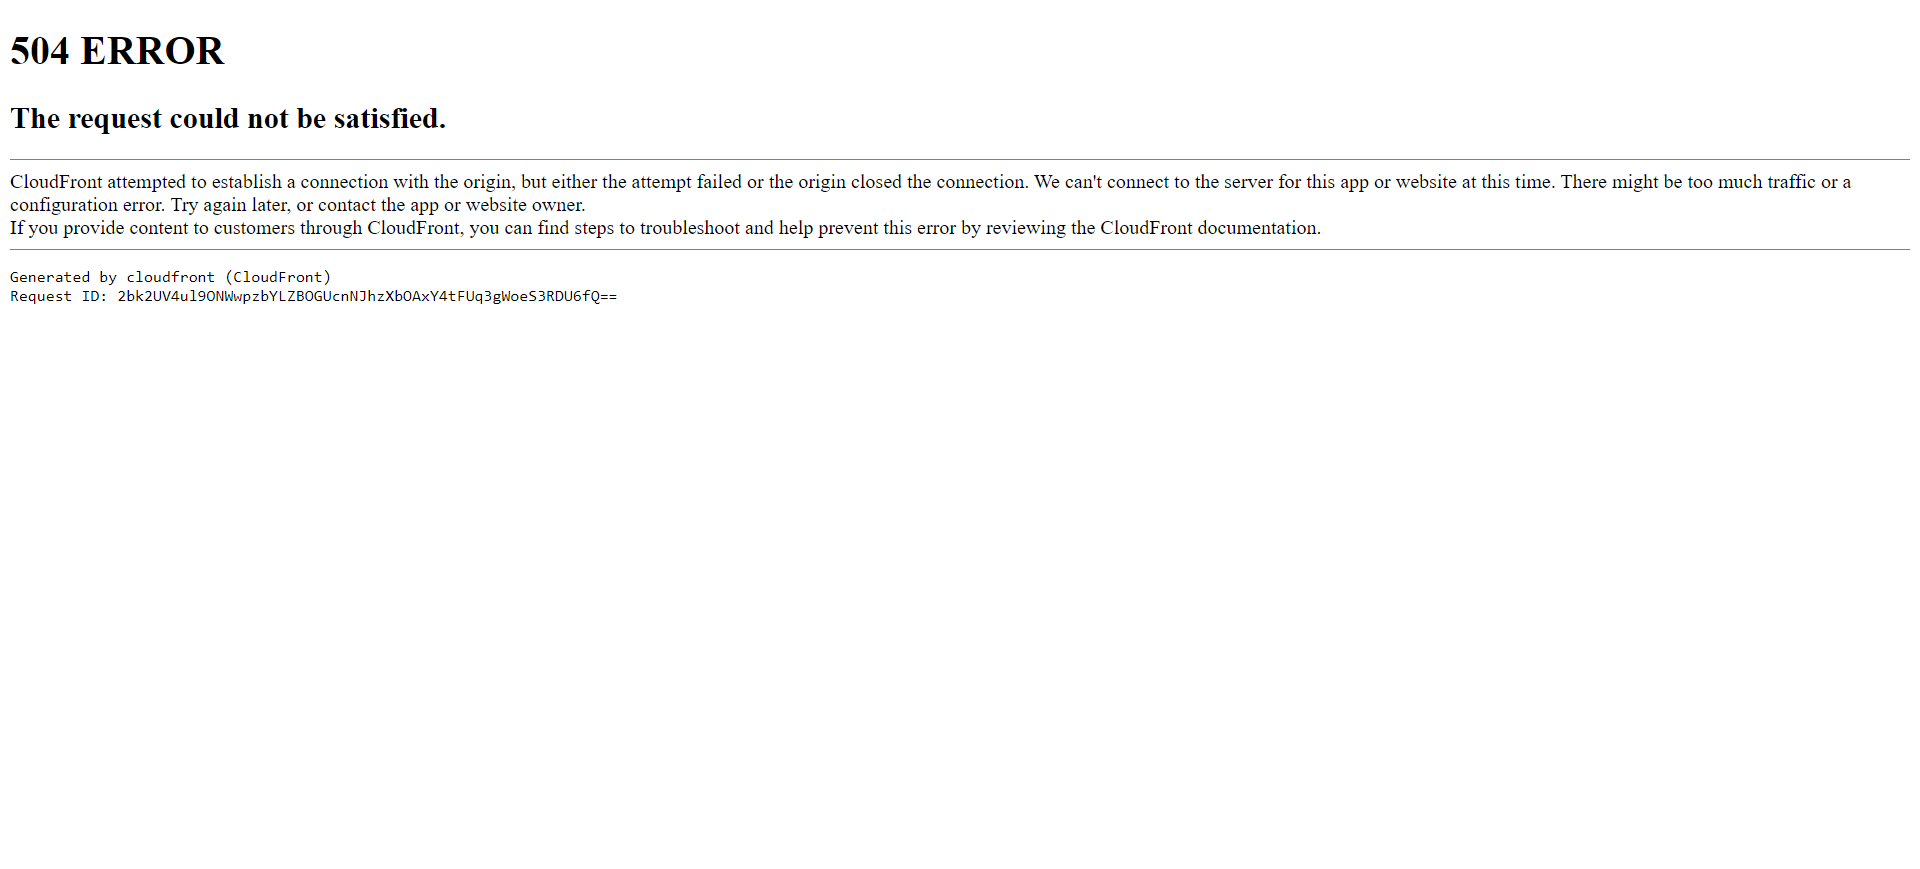 504 ERROR
The request could not be satisfied.
CloudFront attempted to establish a connection with the origin, but either the attempt failed or the origin closed the connection. We can't connect to the server for this app or website at this time. There might be too much traffic or a
configuration error. Try again later, or contact the app or website owner.
If you provide content to customers through CloudFront, you can find steps to troubleshoot and help prevent this error by reviewing the CloudFront documentation.
Generated by cloudfront (CloudFront)
Request ID: 2bk2UV4ul9ONWwpzbYLZBOGUcnNJhzXbOAxY4tFUq3gWoeS3RDU6fQ==